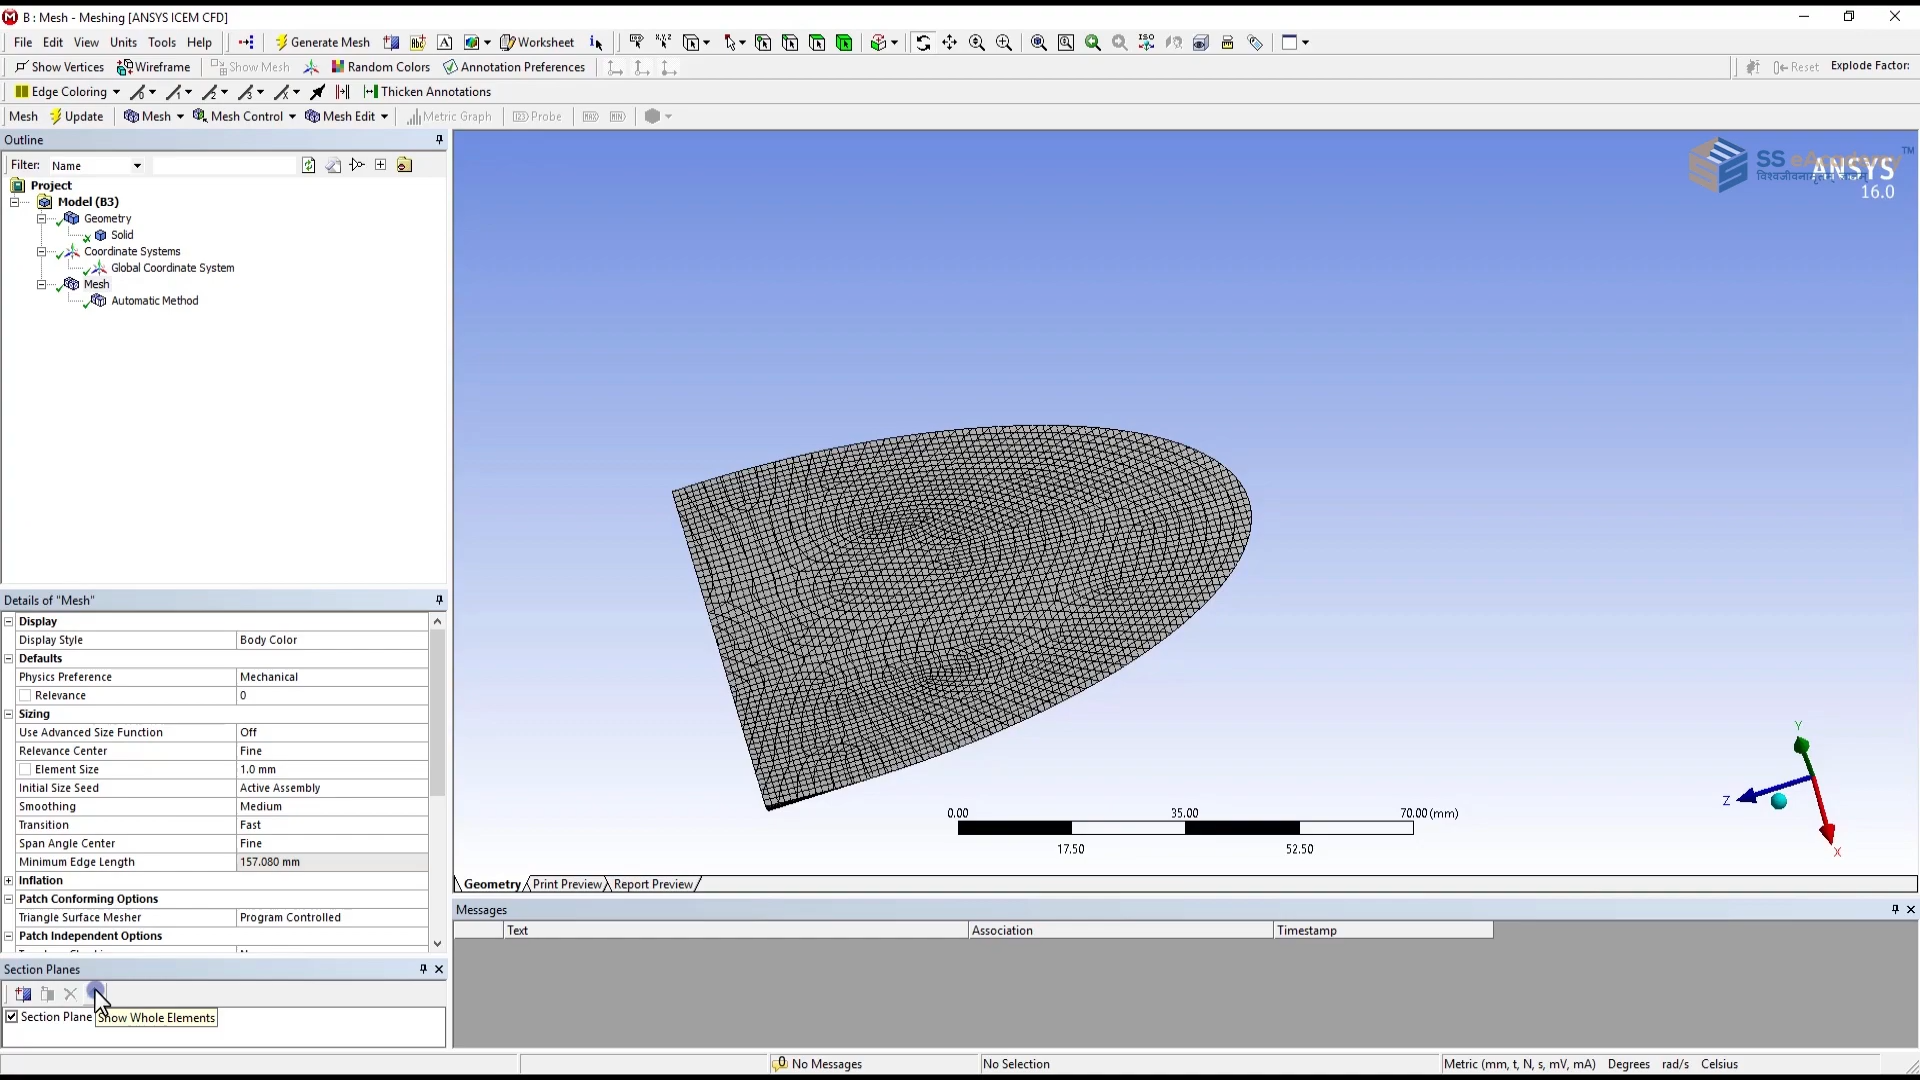 B : Mesh - Meshing [ANSYS ICEM CFD]
File Edit View Units Tools Help Generate Mesh Worksheet
Show Vertices Wireframe Show Mesh Random Colors Annotation Preferences Reset Explode Factor:
Edge Coloring Thicken Annotations
Mesh Update Mesh Mesh Control Mesh Edit Metric Graph Probe
Outline
Filter: Name
Project
Model (B3)
Geometry
Solid
Coordinate Systems
Global Coordinate System
Mesh
Automatic Method
Details of "Mesh"
Display
Display Style Body Color
Defaults
Physics Preference Mechanical
Relevance 0
Sizing
Use Advanced Size Function Off
Relevance Center Fine
Element Size 1.0 mm
Initial Size Seed Active Assembly
Smoothing Medium
Transition Fast
Span Angle Center Fine
Minimum Edge Length 157.080 mm
Inflation
Patch Conforming Options
Triangle Surface Mesher Program Controlled
Patch Independent Options
Section Planes
Section Plane
Show Whole Elements
SS eAcademy TM
ANSYS
16.0
0.00 35.00 70.00 (mm)
17.50 52.50
Y
Z
X
Geometry Print Preview Report Preview
Messages
Text Association Timestamp
0 No Messages No Selection Metric (mm, t, N, s, mV, mA) Degrees rad/s Celsius